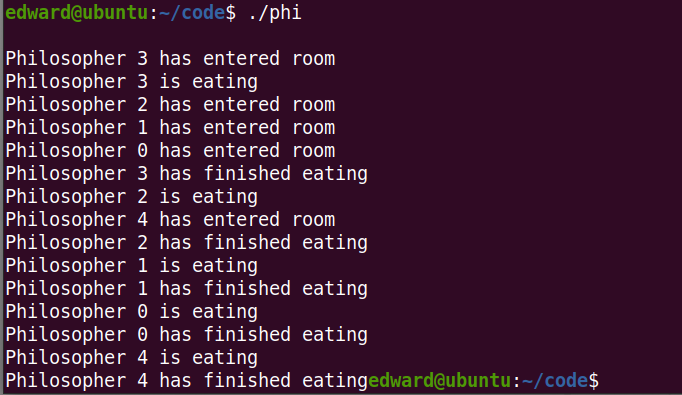 edward@ubuntu:~/code$ ./phi
Philosopher 3 has entered room
Philosopher 3 is eating
Philosopher 2 has entered room
Philosopher 1 has entered room
Philosopher 0 has entered room
Philosopher 3 has finished eating
Philosopher 2 is eating
Philosopher 4 has entered room
Philosopher 2 has finished eating
Philosopher 1 is eating
Philosopher 1 has finished eating
Philosopher 0 is eating
Philosopher 0 has finished eating
Philosopher 4 is eating
Philosopher 4 has finished eatingedward@ubuntu:~/code$